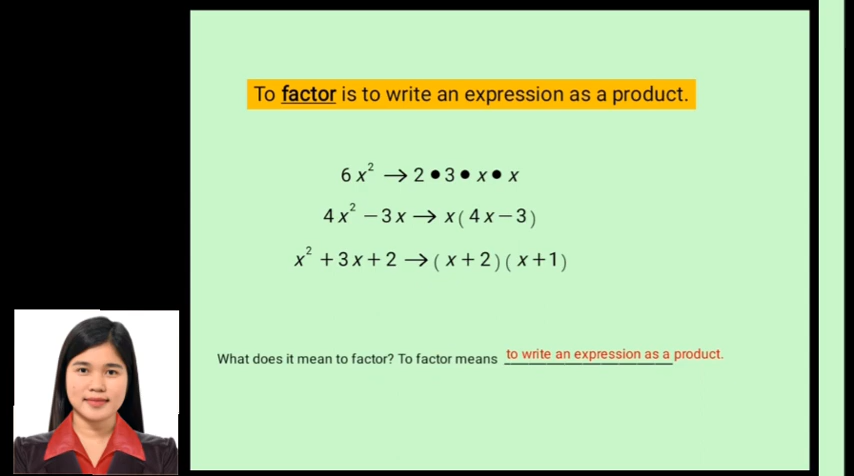 To factor is to write an expression as a product.
6x² → 2•3•x•x
4x² −3x → x(4x−3)
x² +3x+2 → (x+2)(x+1)
What does it mean to factor? To factor means to write an expression as a product.